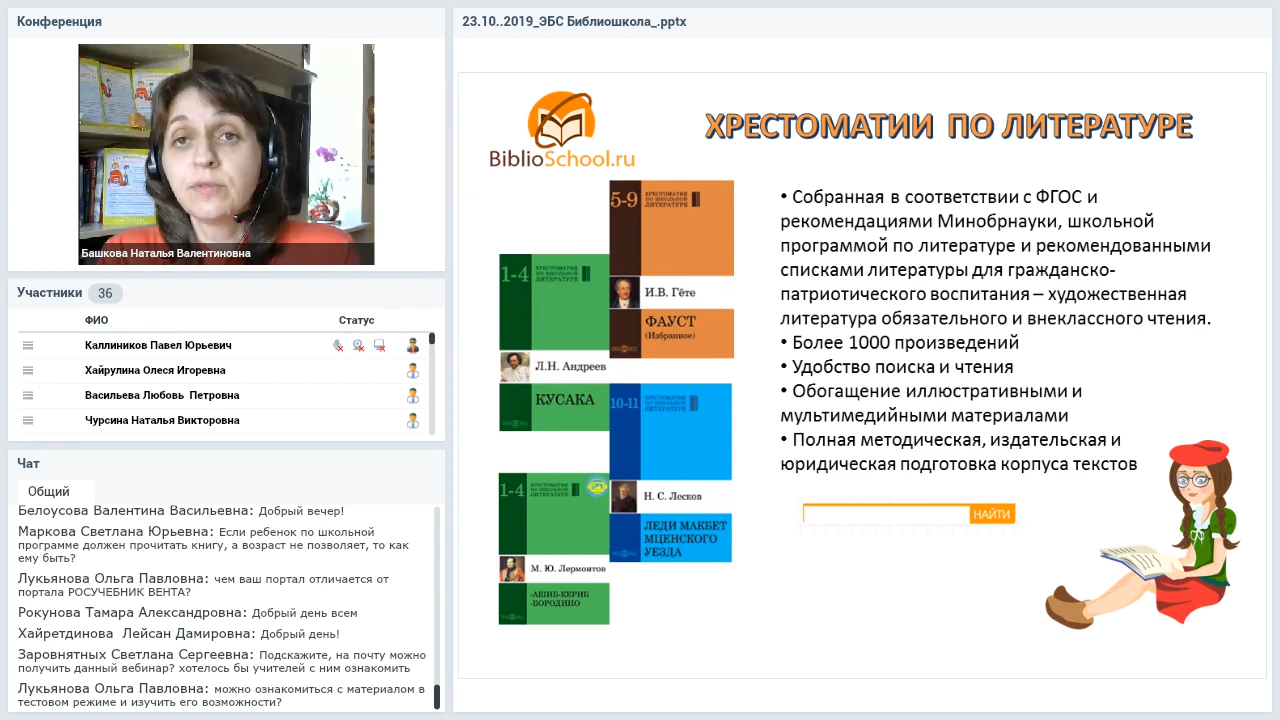 Конференция
Башкова Наталья Валентиновна
Участники 36
ФИО Статус
Каллиников Павел Юрьевич
Хайрулина Олеся Игоревна
Васильева Любовь Петровна
Чурсина Наталья Викторовна
Чат
Общий
Белоусова Валентина Васильевна: Добрый вечер!
Маркова Светлана Юрьевна: Если ребенок по школьной
программе должен прочитать книгу, а возраст не позволяет, то как
ему быть?
Лукьянова Ольга Павловна: чем ваш портал отличается от
портала РОСУЧЕБНИК ВЕНТА?
Рокунова Тамара Александровна: Добрый день всем
Хайретдинова Лейсан Дамировна: Добрый день!
Заровнятных Светлана Сергеевна: Подскажите, на почту можно
получить данный вебинар? хотелось бы учителей с ним ознакомить
Лукьянова Ольга Павловна: можно ознакомиться с материалом в
тестовом режиме и изучить его возможности?
23.10..2019_ЭБС Библиошкола_.pptx
BiblioSchool.ru
ХРЕСТОМАТИИ ПО ЛИТЕРАТУРЕ
5-9
ХРЕСТОМАТИЯ
ПО ШКОЛЬНОЙ
ЛИТЕРАТУРЕ
И.В. Гёте
ФАУСТ
(Избранное)
1-4
ХРЕСТОМАТИЯ
ПО ШКОЛЬНОЙ
ЛИТЕРАТУРЕ
Л.Н. Андреев
КУСАКА
10-11
ХРЕСТОМАТИЯ
ПО ШКОЛЬНОЙ
ЛИТЕРАТУРЕ
Н. С. Лесков
ЛЕДИ МАКБЕТ
МЦЕНСКОГО
УЕЗДА
1-4
ХРЕСТОМАТИЯ
ПО ШКОЛЬНОЙ
ЛИТЕРАТУРЕ
М. Ю. Лермонтов
-АШИБ-КЕРИБ
-БОРОДИНО
• Собранная в соответствии с ФГОС и
рекомендациями Минобрнауки, школьной
программой по литературе и рекомендованными
списками литературы для гражданско-
патриотического воспитания – художественная
литература обязательного и внеклассного чтения.
• Более 1000 произведений
• Удобство поиска и чтения
• Обогащение иллюстративными и
мультимедийными материалами
• Полная методическая, издательская и
юридическая подготовка корпуса текстов
НАЙТИ